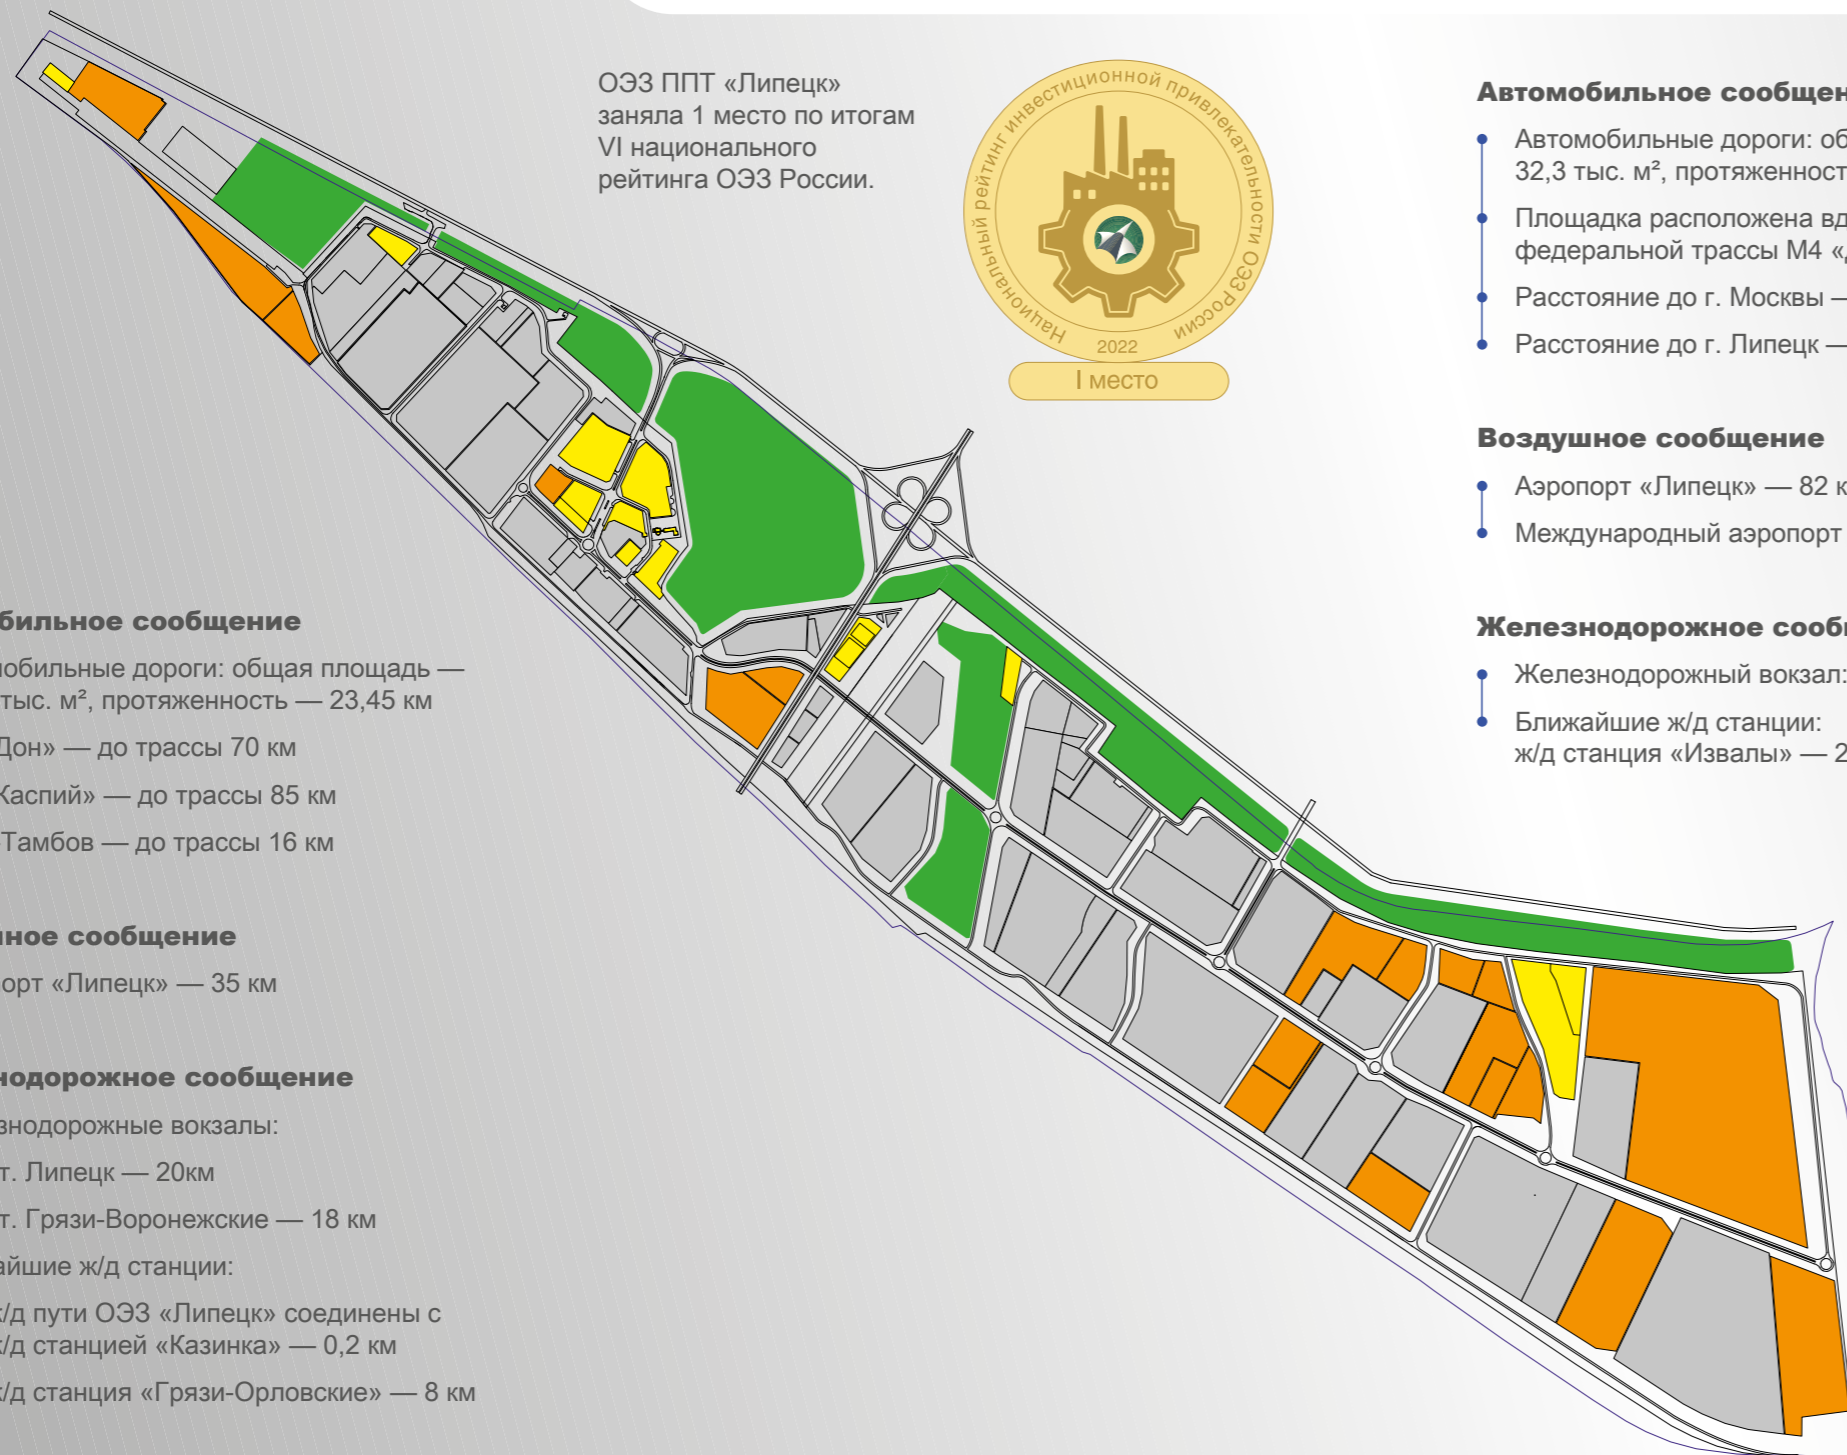 ОЭЗ ППТ «Липецк»
заняла 1 место по итогам
VI национального
рейтинга ОЭЗ России.
Национальный рейтинг инвестиционной привлекательности ОЭЗ России
2022
I место
бильное сообщение
мобильные дороги: общая площадь —
тыс. м², протяженность — 23,45 км
Дон» — до трассы 70 км
Каспий» — до трассы 85 км
Тамбов — до трассы 16 км
ное сообщение
орт «Липецк» — 35 км
нодорожное сообщение
знодорожные вокзалы:
т. Липецк — 20км
т. Грязи-Воронежские — 18 км
айшие ж/д станции:
ж/д пути ОЭЗ «Липецк» соединены с
ж/д станцией «Казинка» — 0,2 км
ж/д станция «Грязи-Орловские» — 8 км
Автомобильное сообщен
Автомобильные дороги: об
32,3 тыс. м², протяженност
Площадка расположена вд
федеральной трассы М4 «
Расстояние до г. Москвы —
Расстояние до г. Липецк —
Воздушное сообщение
Аэропорт «Липецк» — 82 к
Международный аэропорт
Железнодорожное сооб
Железнодорожный вокзал:
Ближайшие ж/д станции:
ж/д станция «Извалы» — 2